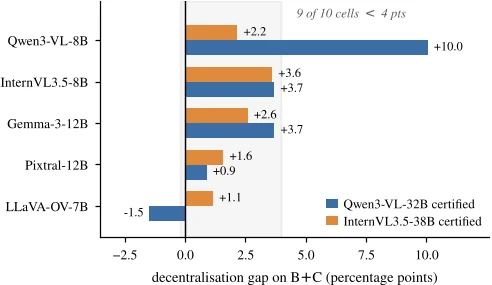 9 of 10 cells < 4 pts
Qwen3-VL-8B
+2.2
+10.0
InternVL3.5-8B
+3.6
+3.7
Gemma-3-12B
+2.6
+3.7
Pixtral-12B
+1.6
+0.9
LLaVA-OV-7B
+1.1
-1.5
Qwen3-VL-32B certified
InternVL3.5-38B certified
−2.5 0.0 2.5 5.0 7.5 10.0
decentralisation gap on B+C (percentage points)